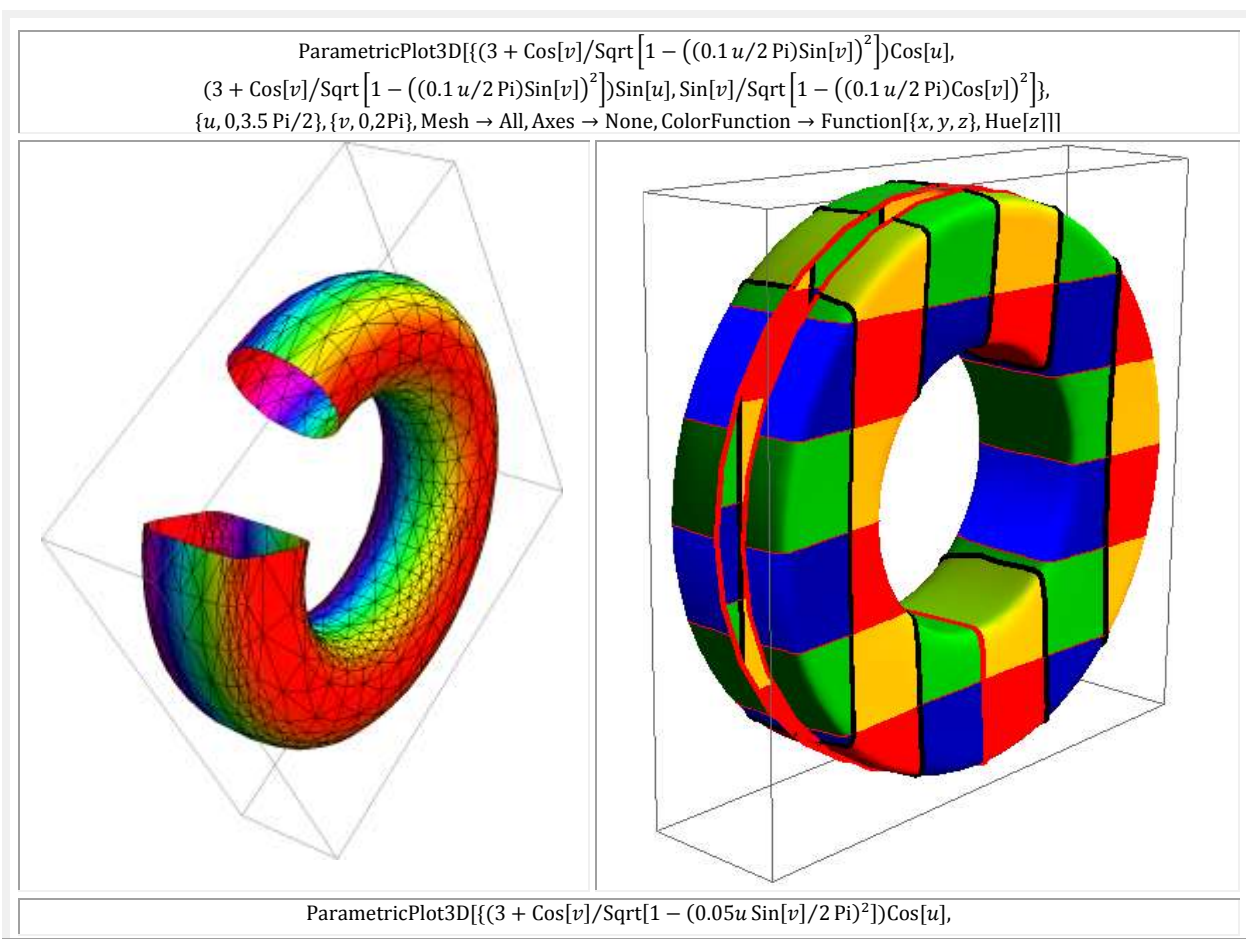 ParametricPlot3D[{(3 + Cos[v]/Sqrt[1 − ((0.1 u/2 Pi)Sin[v])²])Cos[u],
(3 + Cos[v]/Sqrt[1 − ((0.1 u/2 Pi)Sin[v])²])Sin[u], Sin[v]/Sqrt[1 − ((0.1 u/2 Pi)Cos[v])²]},
{u, 0,3.5 Pi/2}, {v, 0,2Pi}, Mesh → All, Axes → None, ColorFunction → Function[{x, y, z}, Hue[z]]]
ParametricPlot3D[{(3 + Cos[v]/Sqrt[1 − (0.05u Sin[v]/2 Pi)²])Cos[u],